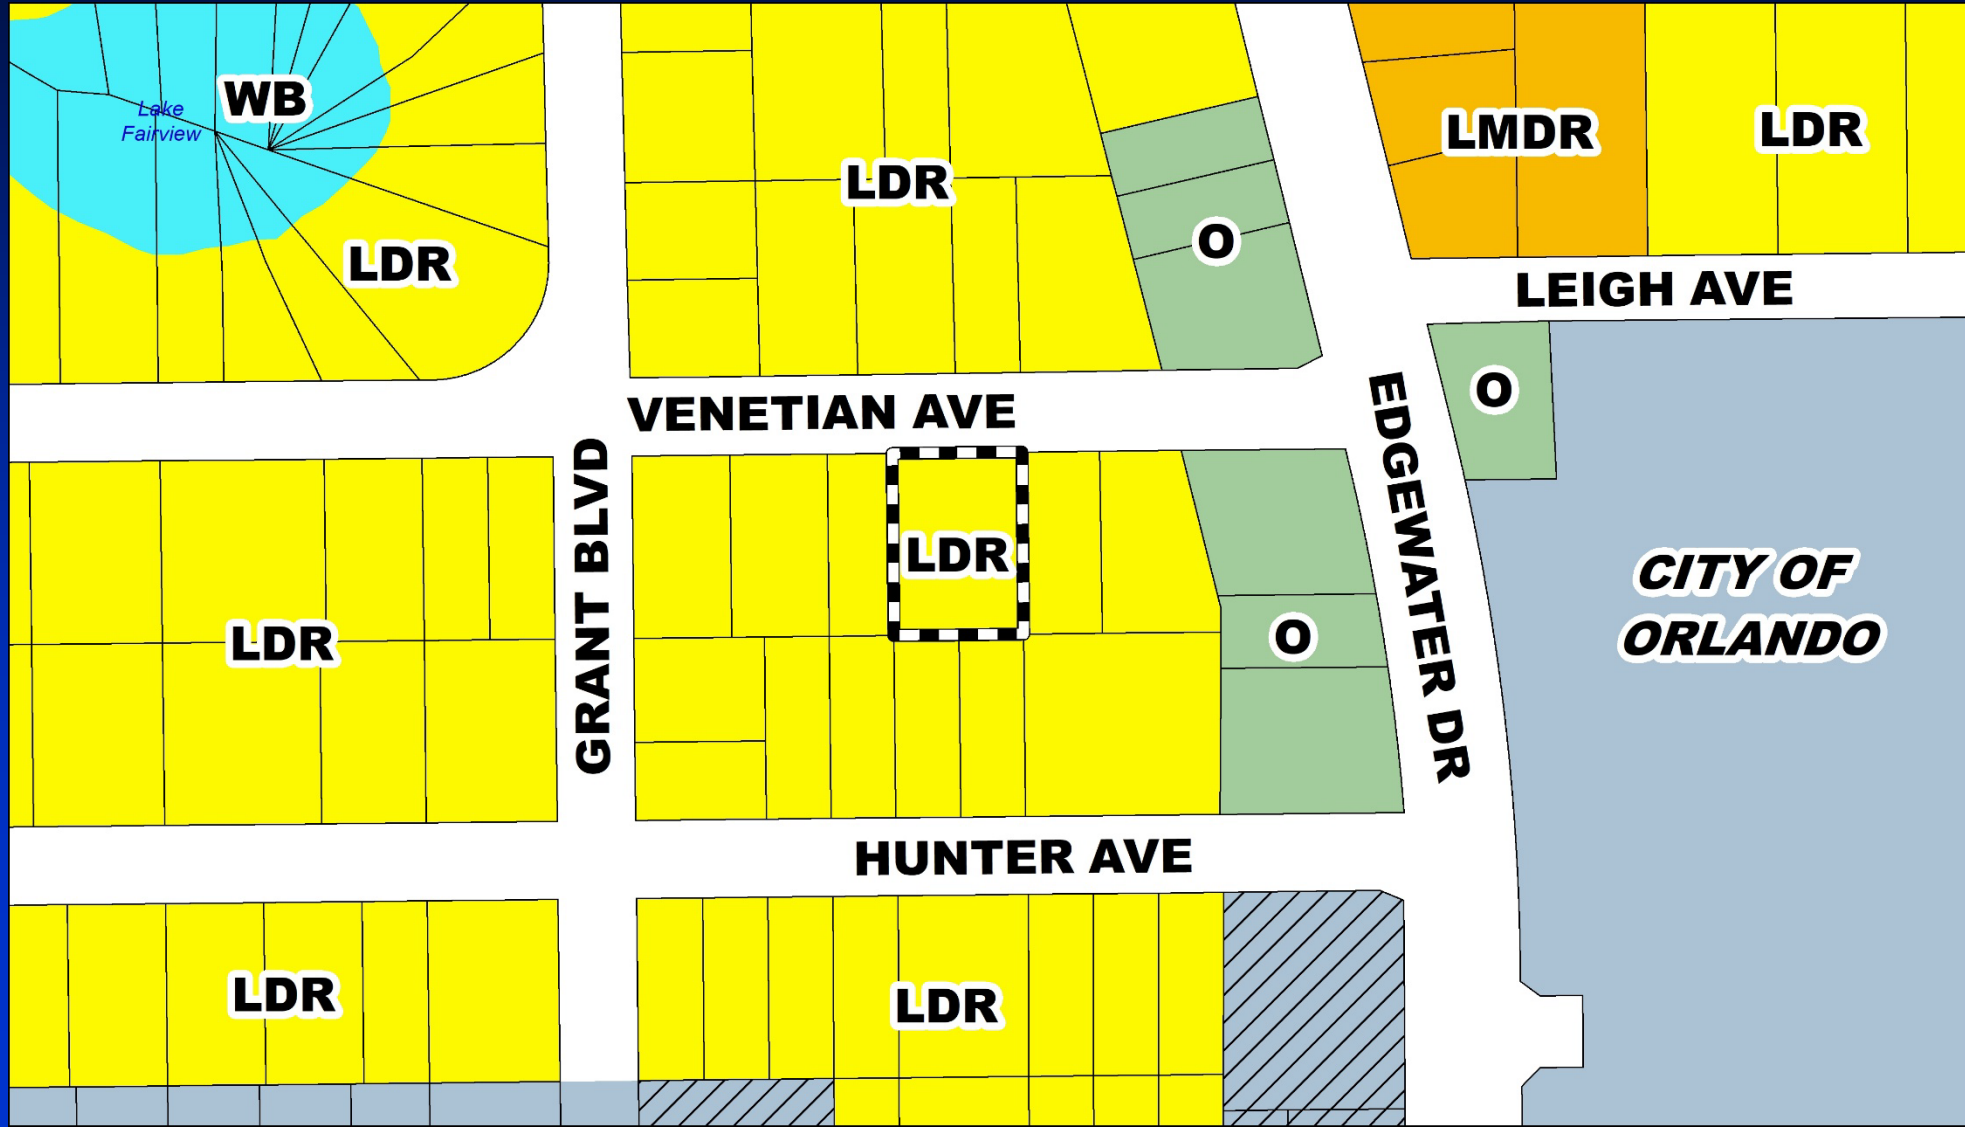 WB
Lake
Fairview
LDR
LDR
O
LMDR
LDR
LEIGH AVE
O
VENETIAN AVE
GRANT BLVD
EDGEWATER DR
LDR
LDR
O
CITY OF
ORLANDO
HUNTER AVE
LDR
LDR